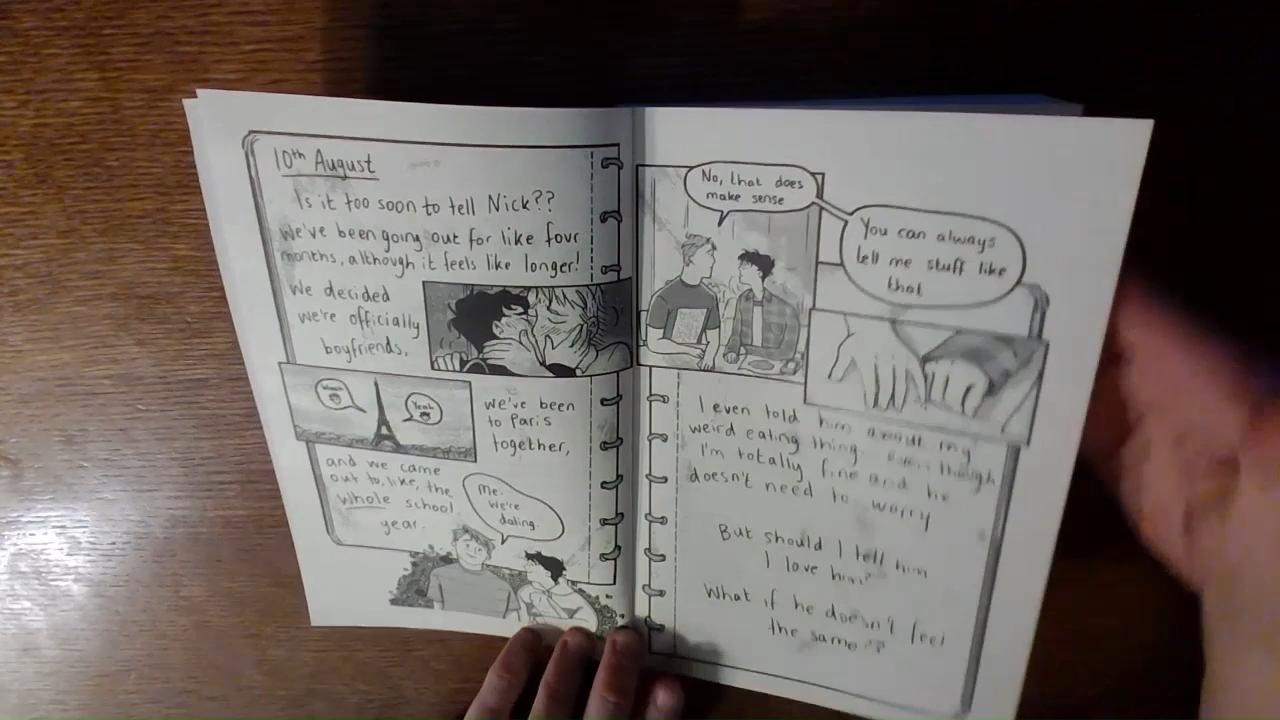 10th August
Is it too soon to tell Nick??
We've been going out for like four
months, although it feels like longer!
We decided
we're officially
boyfriends,
Yeah
we've been
to Paris
together,
and we came
out to, like, the
whole school
year.
Me.
We're
dating.
No, that does
make sense
You can always
tell me stuff like
that
I even told him about my
weird eating thing even though
I'm totally fine and he
doesn't need to worry
But should I tell him
I love him?
What if he doesn't feel
the same??